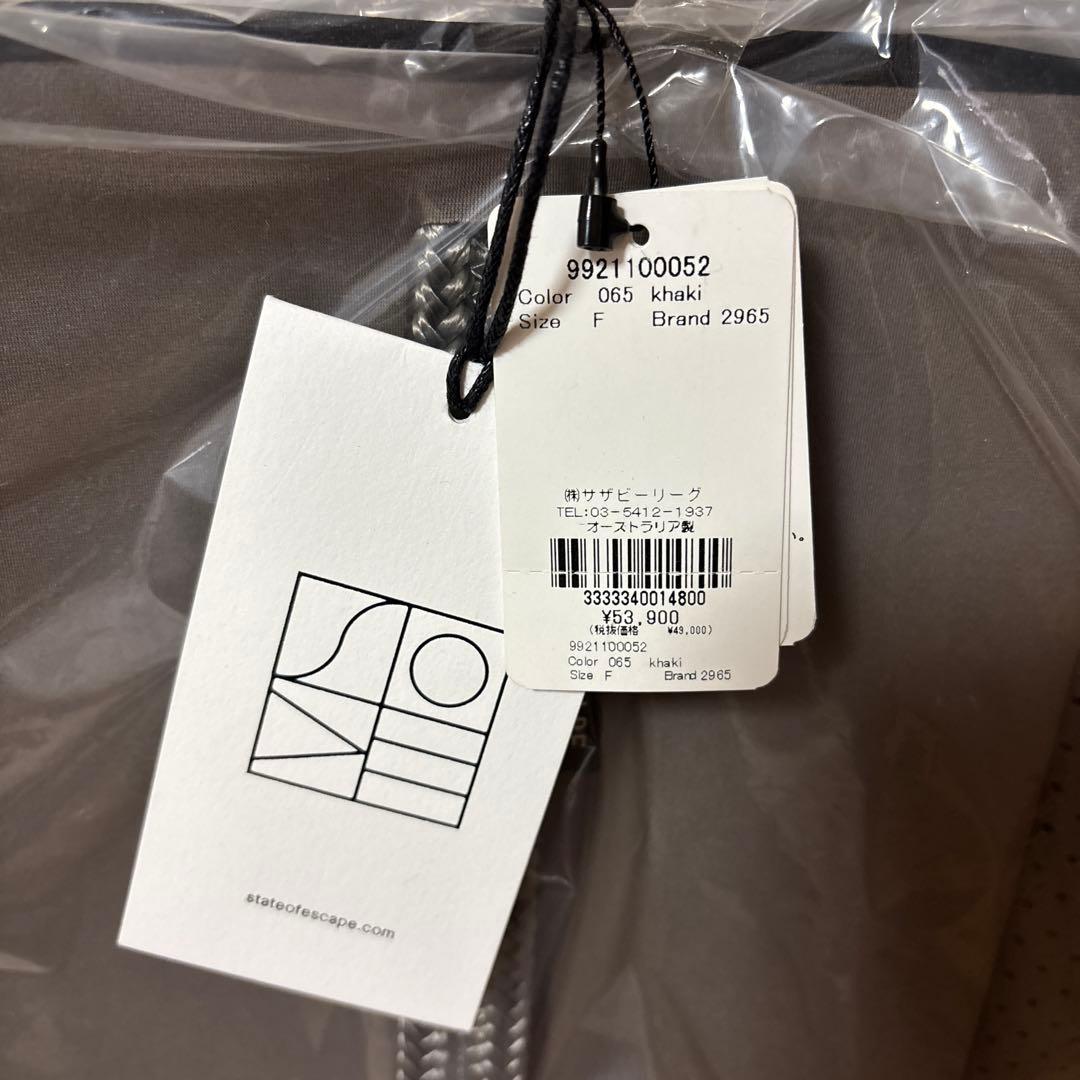 9921100052
Color 065 khaki
Size F Brand 2965
㈱サザビーリーグ
TEL:03-5412-1937
オーストラリア製
3333340014800
¥53,900
(税抜価格 ¥49,000)
9921100052
Color 065 khaki
Size F Brand 2965
stateofescape.com